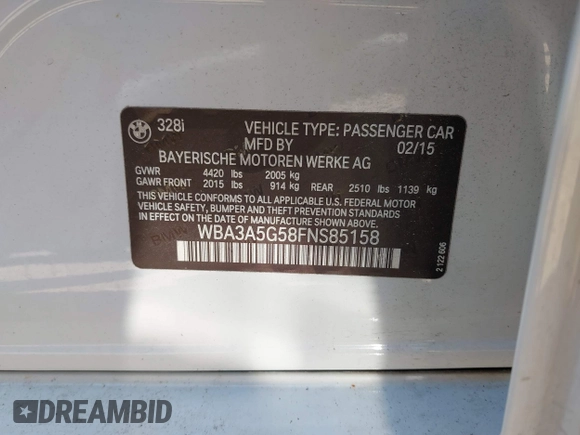 328i VEHICLE TYPE: PASSENGER CAR
MFD BY 02/15
BAYERISCHE MOTOREN WERKE AG
GVWR 4420 lbs 2005 kg
GAWR FRONT 2015 lbs 914 kg REAR 2510 lbs 1139 kg
THIS VEHICLE CONFORMS TO ALL APPLICABLE U.S. FEDERAL MOTOR
VEHICLE SAFETY, BUMPER AND THEFT PREVENTION STANDARDS IN
EFFECT ON THE DATE OF MANUFACTURE SHOWN ABOVE.
WBA3A5G58FNS85158
2 122 606
DREAMBID